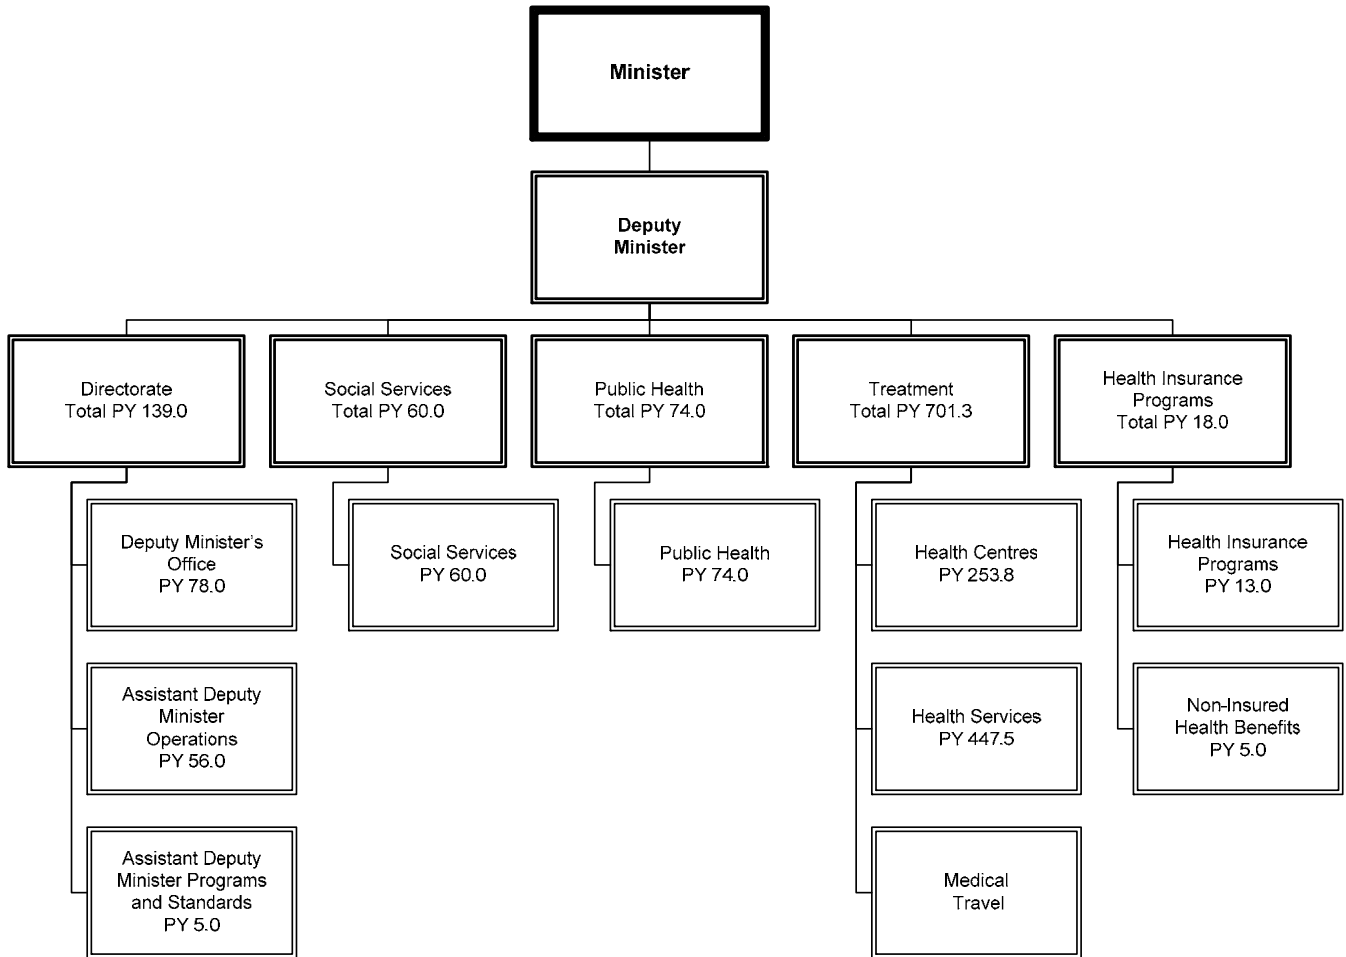 Minister
Deputy
Minister
Directorate
Total PY 139.0
Social Services
Total PY 60.0
Public Health
Total PY 74.0
Treatment
Total PY 701.3
Health Insurance
Programs
Total PY 18.0
Deputy Minister's
Office
PY 78.0
Social Services
PY 60.0
Public Health
PY 74.0
Health Centres
PY 253.8
Health Insurance
Programs
PY 13.0
Assistant Deputy
Minister
Operations
PY 56.0
Health Services
PY 447.5
Non-Insured
Health Benefits
PY 5.0
Assistant Deputy
Minister Programs
and Standards
PY 5.0
Medical
Travel